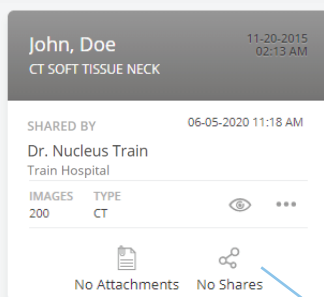 John, Doe 11-20-2015
02:13 AM
CT SOFT TISSUE NECK
SHARED BY 06-05-2020 11:18 AM
Dr. Nucleus Train
Train Hospital
IMAGES TYPE
200 CT
No Attachments No Shares